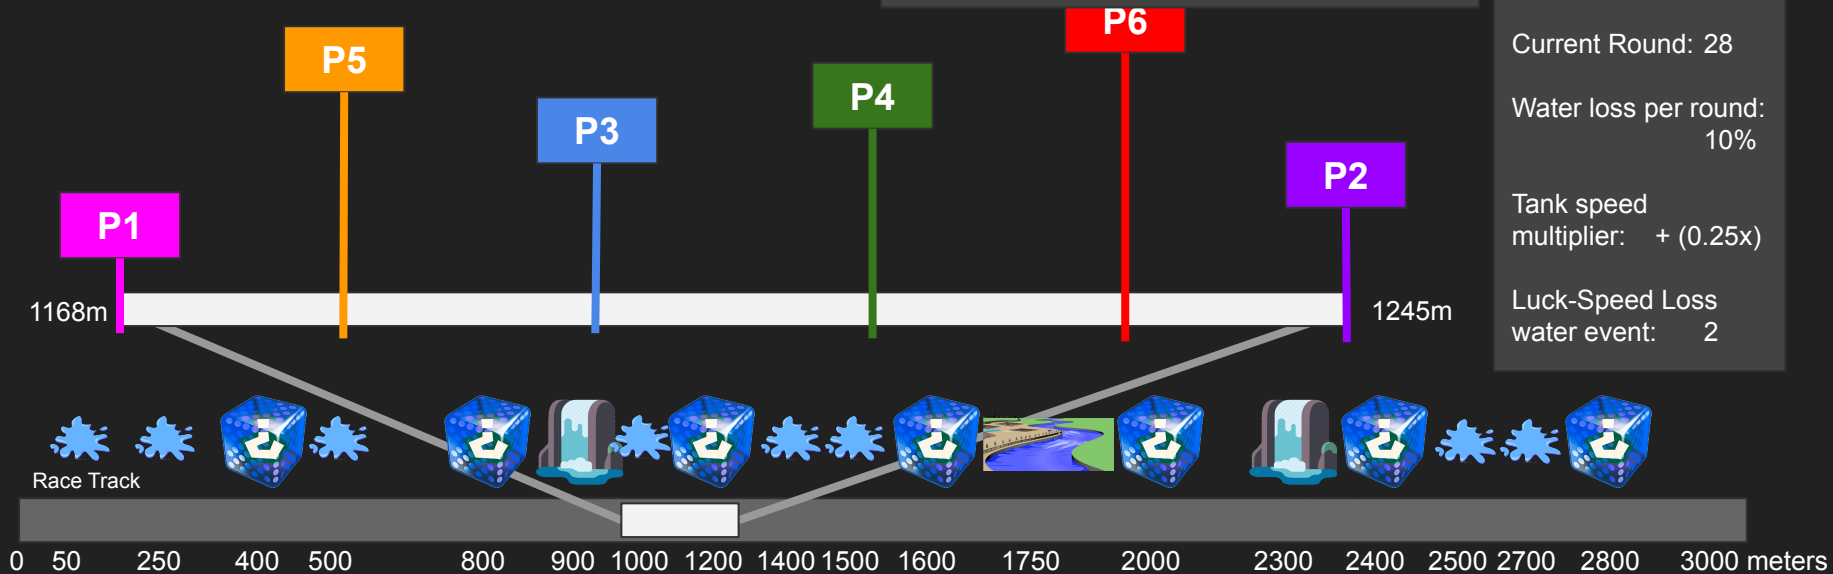 P6
P5
P4
P3
P2
P1
1168m
1245m
Current Round: 28
Water loss per round:
10%
Tank speed
multiplier: + (0.25x)
Luck-Speed Loss
water event: 2
Race Track
0 50 250 400 500 800 900 1000 1200 1400 1500 1600 1750 2000 2300 2400 2500 2700 2800 3000 meters